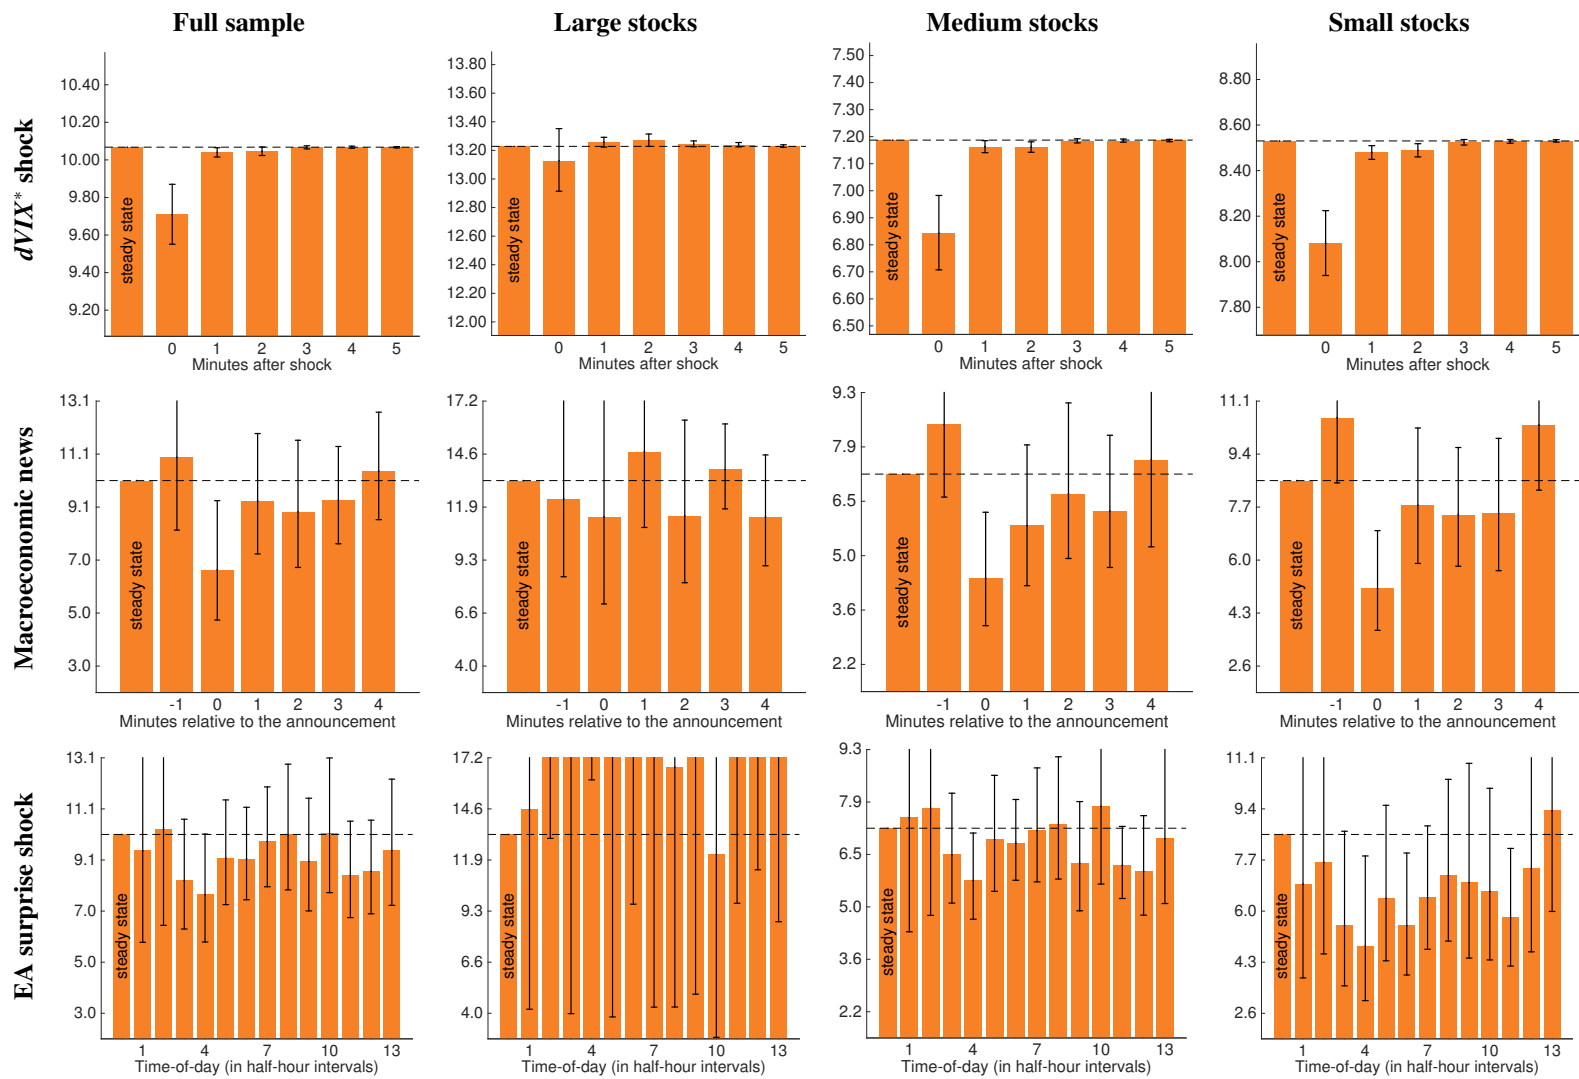 Full sample
Large stocks
Medium stocks
Small stocks
dVIX* shock
10.40
10.20
10.00
9.80
9.60
9.40
9.20
steady state
0 1 2 3 4 5
Minutes after shock
13.80
13.60
13.40
13.20
13.00
12.80
12.60
12.40
12.20
12.00
steady state
0 1 2 3 4 5
Minutes after shock
7.50
7.40
7.30
7.20
7.10
7.00
6.90
6.80
6.70
6.60
6.50
steady state
0 1 2 3 4 5
Minutes after shock
8.80
8.60
8.40
8.20
8.00
7.80
steady state
0 1 2 3 4 5
Minutes after shock
Macroeconomic news
13.1
11.1
9.1
7.0
5.0
3.0
steady state
-1 0 1 2 3 4
Minutes relative to the announcement
17.2
14.6
11.9
9.3
6.6
4.0
steady state
-1 0 1 2 3 4
Minutes relative to the announcement
9.3
7.9
6.5
5.0
3.6
2.2
steady state
-1 0 1 2 3 4
Minutes relative to the announcement
11.1
9.4
7.7
6.0
4.3
2.6
steady state
-1 0 1 2 3 4
Minutes relative to the announcement
EA surprise shock
13.1
11.1
9.1
7.0
5.0
3.0
steady state
1 4 7 10 13
Time-of-day (in half-hour intervals)
17.2
14.6
11.9
9.3
6.6
4.0
steady state
1 4 7 10 13
Time-of-day (in half-hour intervals)
9.3
7.9
6.5
5.0
3.6
2.2
steady state
1 4 7 10 13
Time-of-day (in half-hour intervals)
11.1
9.4
7.7
6.0
4.3
2.6
steady state
1 4 7 10 13
Time-of-day (in half-hour intervals)